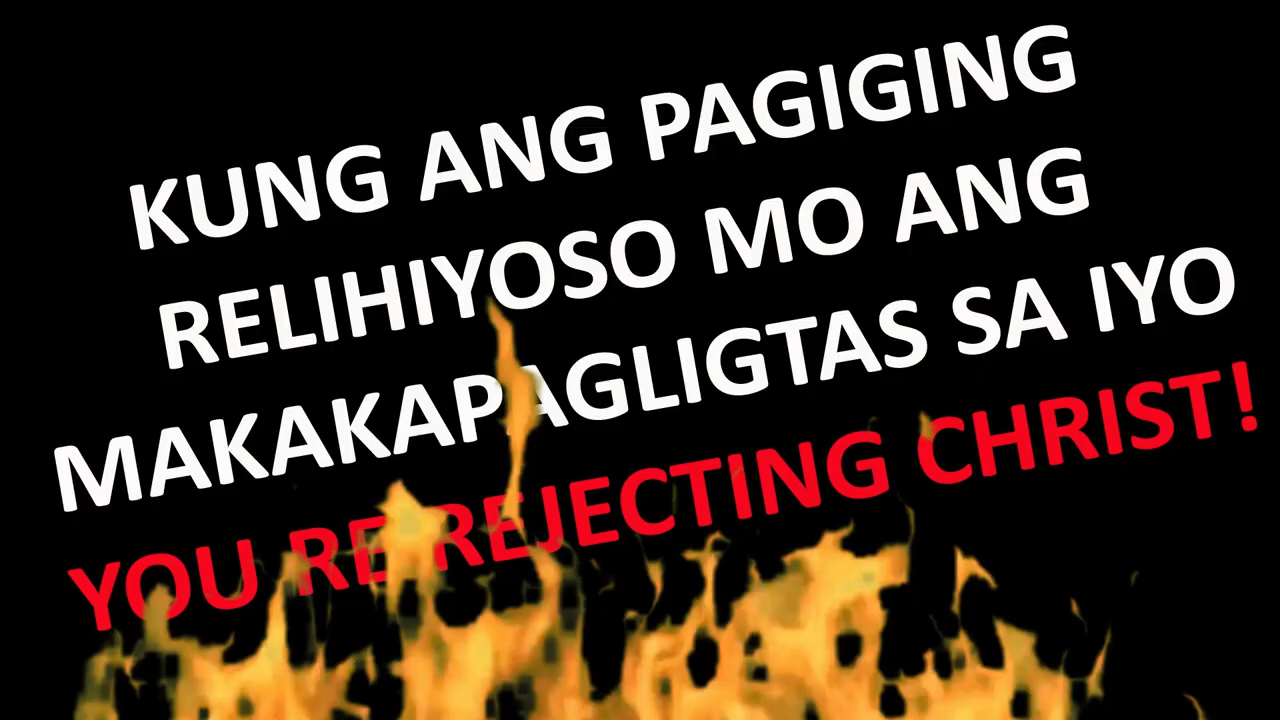 KUNG ANG PAGIGING
RELIHIYOSO MO ANG
MAKAKAPAGLIGTAS SA IYO
YOU RE REJECTING CHRIST!